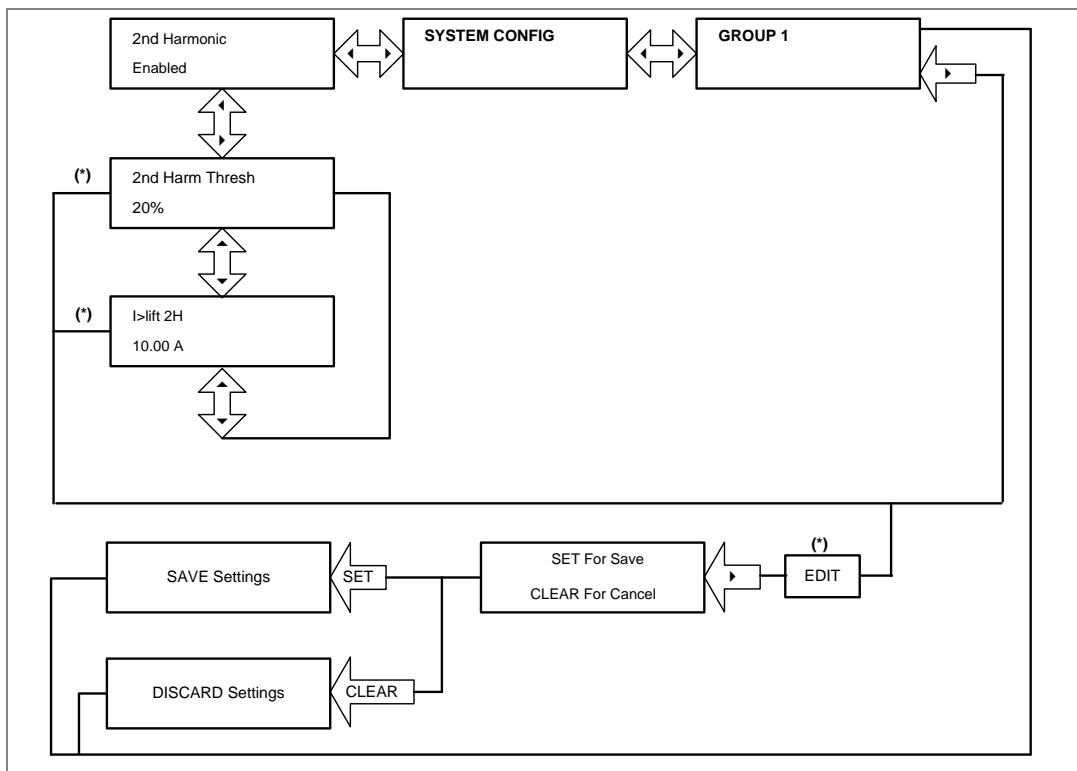 2nd Harmonic
Enabled
SYSTEM CONFIG
GROUP 1
(*)
2nd Harm Thresh
20%
(*)
I>lift 2H
10.00 A
SAVE Settings
SET
SET For Save
CLEAR For Cancel
(*)
EDIT
DISCARD Settings
CLEAR